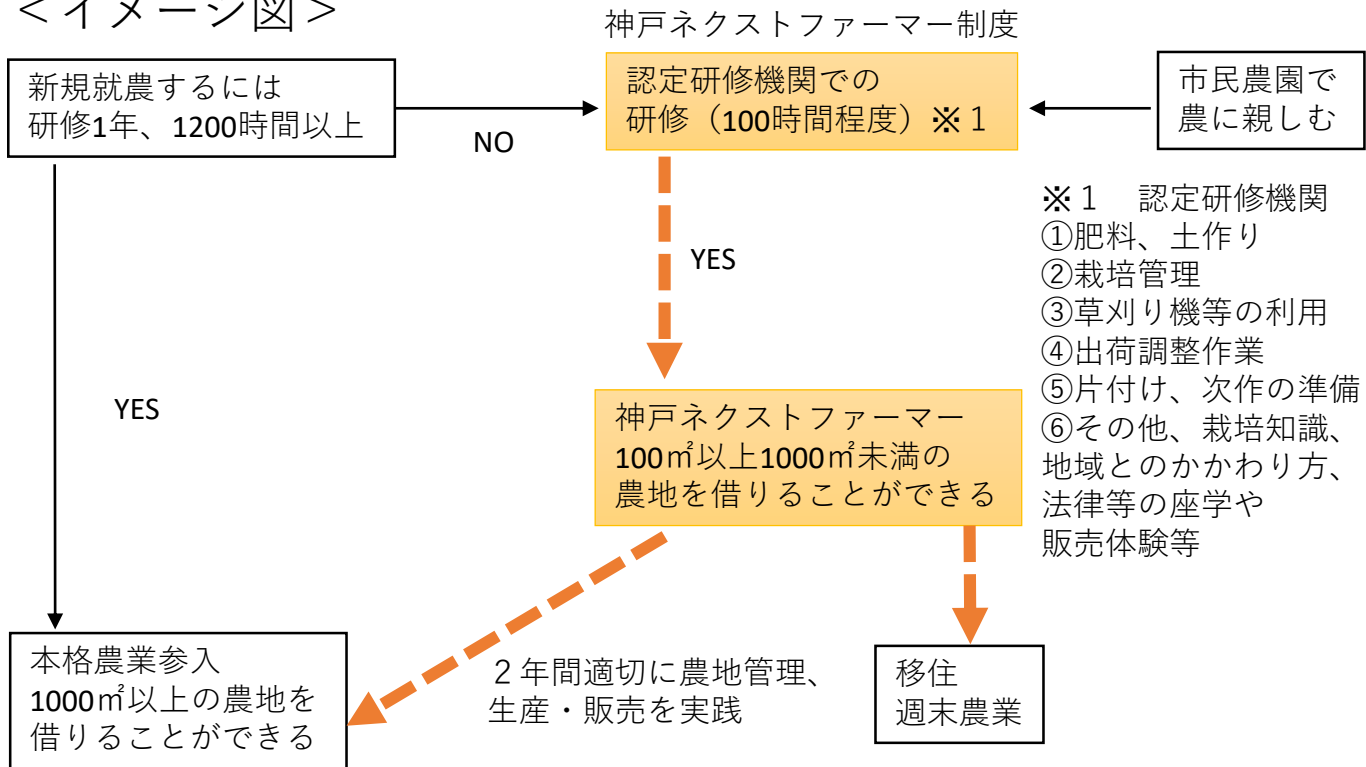 <イメージ図>
神戸ネクストファーマー制度
新規就農するには
研修1年、1200時間以上
NO
認定研修機関での
研修(100時間程度)※1
市民農園で
農に親しむ
YES
YES
※1 認定研修機関
①肥料、土作り
②栽培管理
③草刈り機等の利用
④出荷調整作業
⑤片付け、次作の準備
⑥その他、栽培知識、
地域とのかかわり方、
法律等の座学や
販売体験等
神戸ネクストファーマー
100㎡以上1000㎡未満の
農地を借りることができる
本格農業参入
1000㎡以上の農地を
借りることができる
2年間適切に農地管理、
生産・販売を実践
移住
週末農業